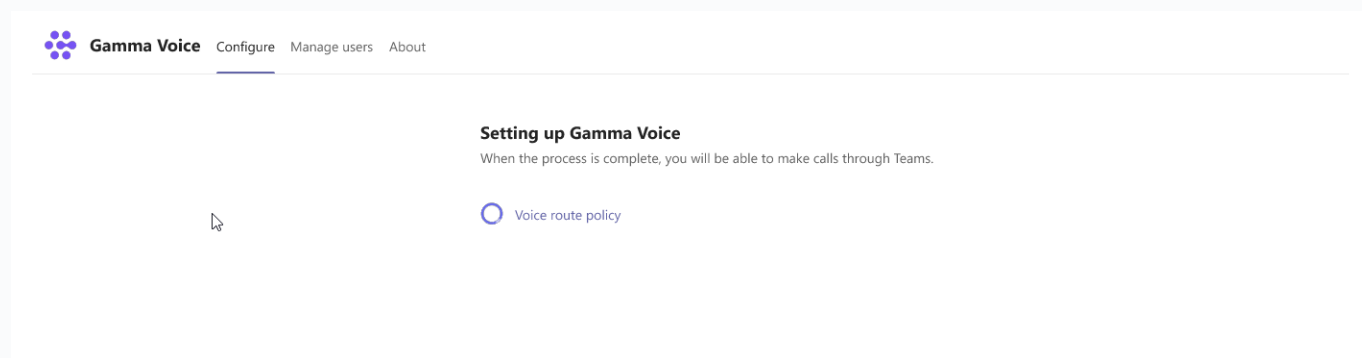 Gamma Voice Configure Manage users About
Setting up Gamma Voice
When the process is complete, you will be able to make calls through Teams.
Voice route policy